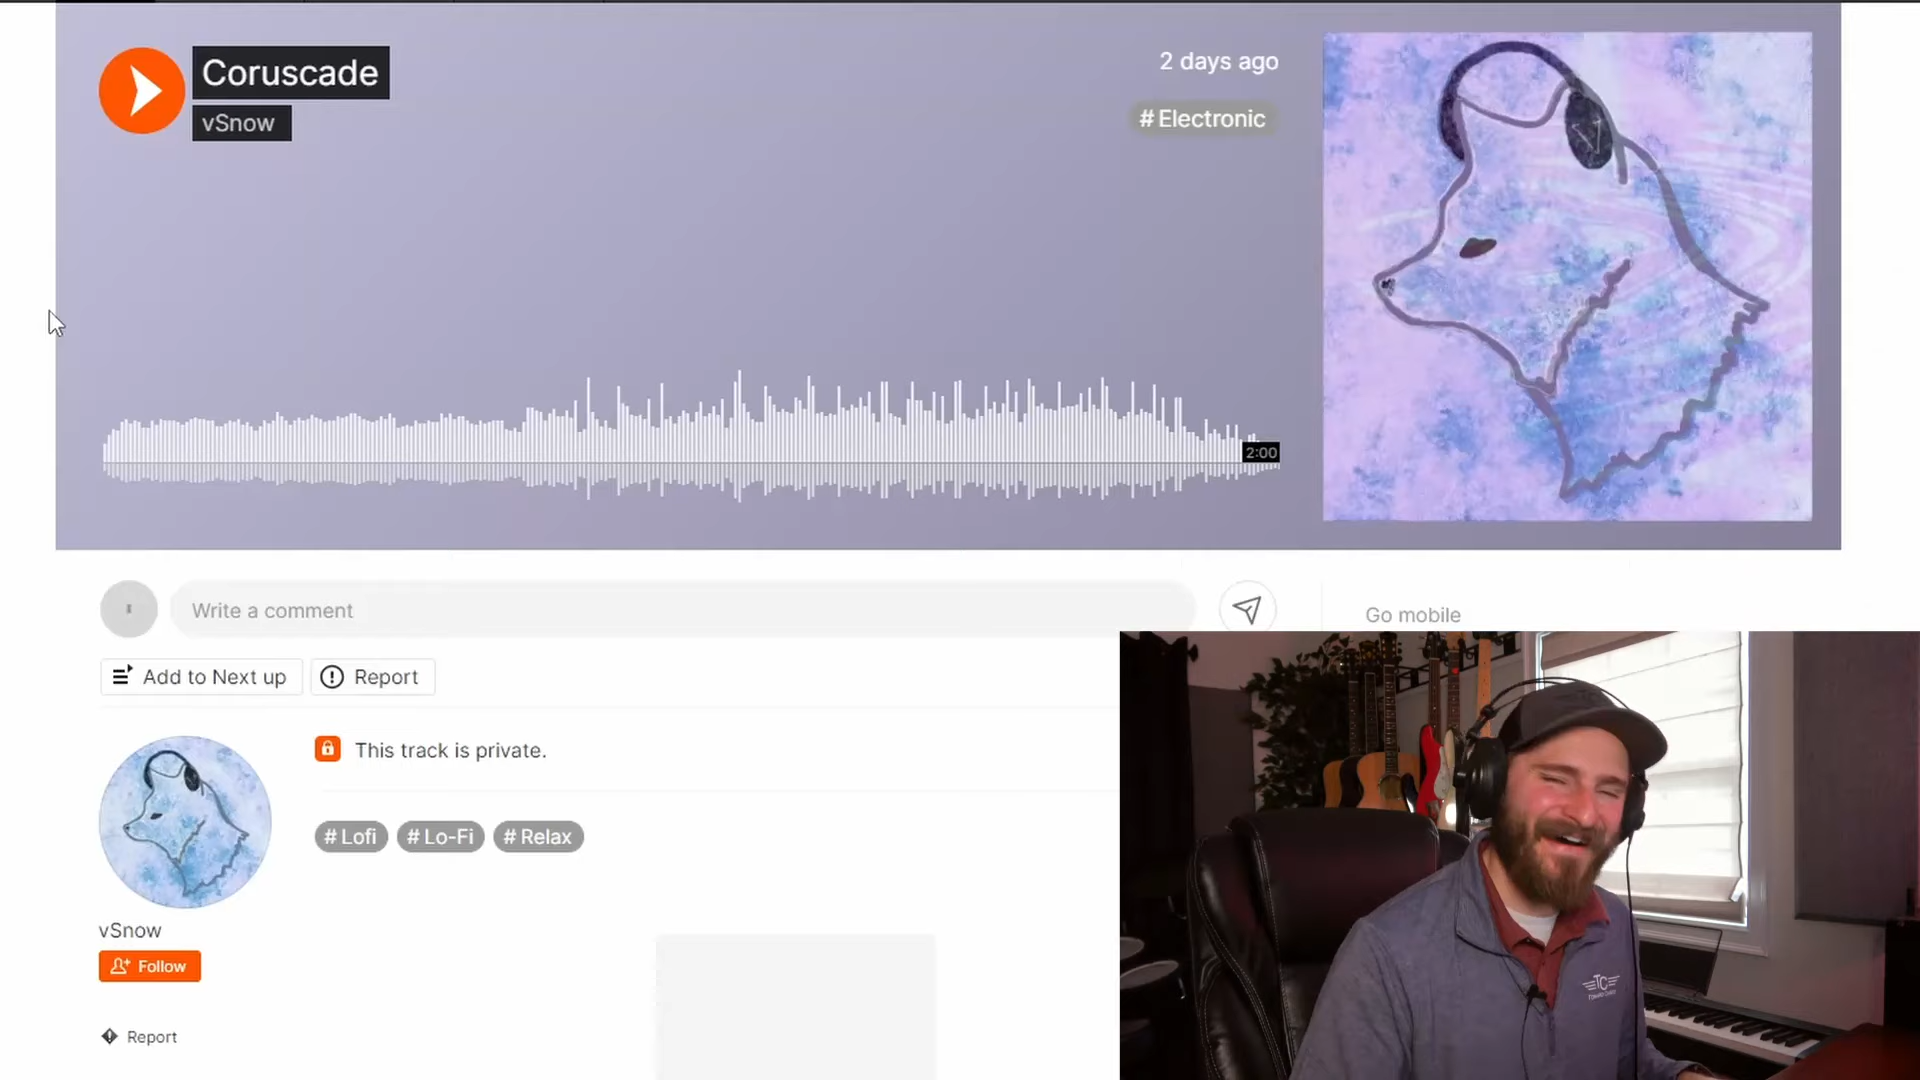 Coruscade
vSnow
2 days ago
# Electronic
2:00
Write a comment
Go mobile
Add to Next up
Report
This track is private.
# Lofi
# Lo-Fi
# Relax
vSnow
Follow
Report
TC